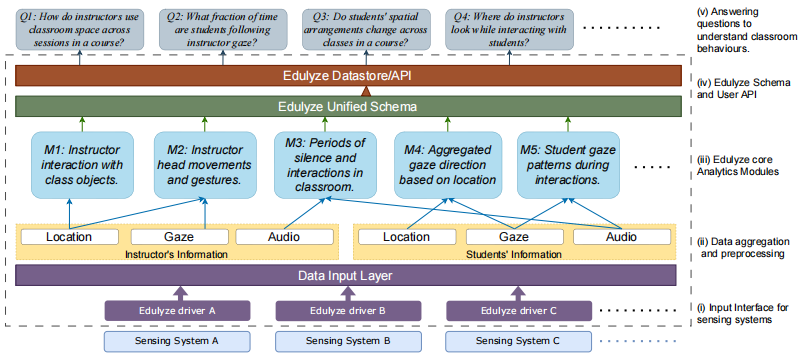 Q1: How do instructors use
classroom space across
sessions in a course?
Q2: What fraction of time
are students following
instructor gaze?
Q3: Do students' spatial
arrangements change across
classes in a course?
Q4: Where do instructors
look while interacting with
students?
(v) Answering
questions to
understand classroom
behaviours.
Edulyze Datastore/API
Edulyze Unified Schema
(iv) Edulyze Schema
and User API
M1: Instructor
interaction with
class objects.
M2: Instructor
head movements
and gestures.
M3: Periods of
silence and
interactions in
classroom.
M4: Aggregated
gaze direction
based on location
M5: Student gaze
patterns during
interactions.
(iii) Edulyze core
Analytics Modules
Location
Gaze
Audio
Instructor's Information
Location
Gaze
Audio
Students' Information
(ii) Data aggregation
and preprocessing
Data Input Layer
Edulyze driver A
Edulyze driver B
Edulyze driver C
(i) Input Interface for
sensing systems
Sensing System A
Sensing System B
Sensing System C